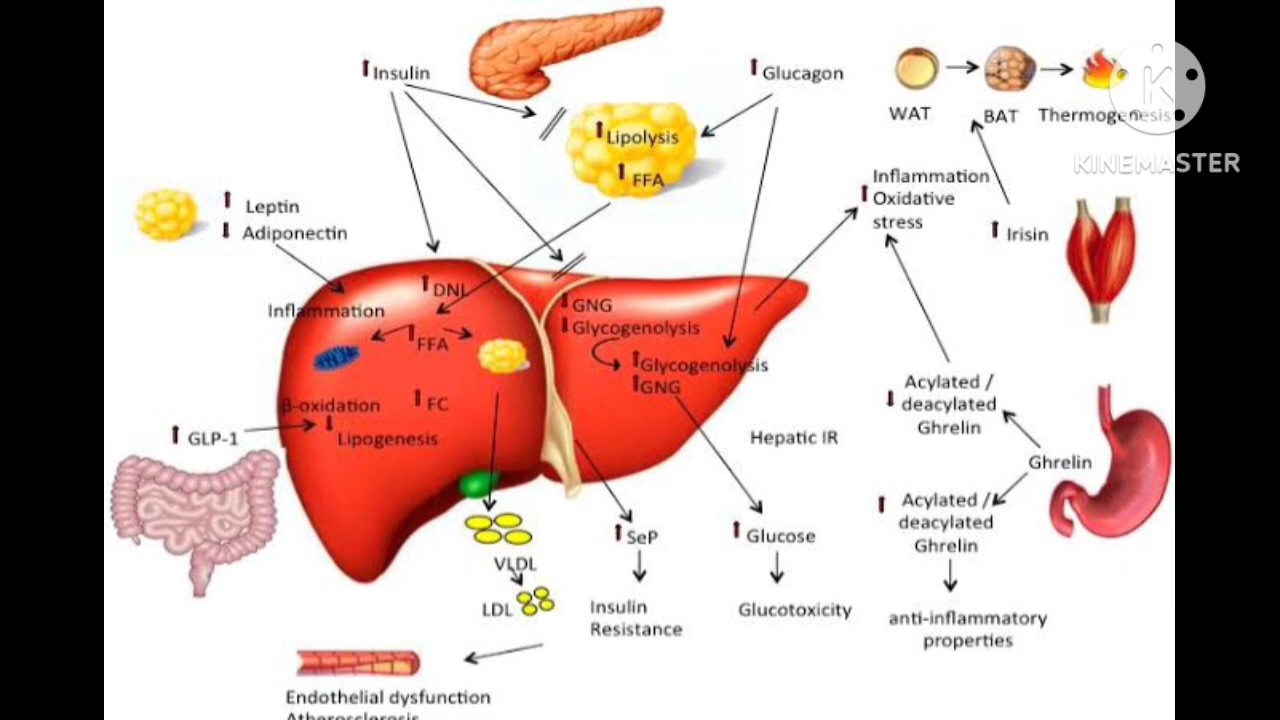 Insulin
Glucagon
WAT
BAT
Thermogenesis
KINEMASTER
K
Lipolysis
FFA
Inflammation
Oxidative
stress
Leptin
Adiponectin
Irisin
DNL
Inflammation
GNG
Glycogenolysis
FFA
Glycogenolysis
GNG
Acylated /
deacylated
Ghrelin
β-oxidation
FC
Lipogenesis
GLP-1
Hepatic IR
Ghrelin
Acylated /
deacylated
Ghrelin
SeP
Glucose
VLDL
LDL
Insulin
Resistance
Glucotoxicity
anti-inflammatory
properties
Endothelial dysfunction
Atherosclerosis